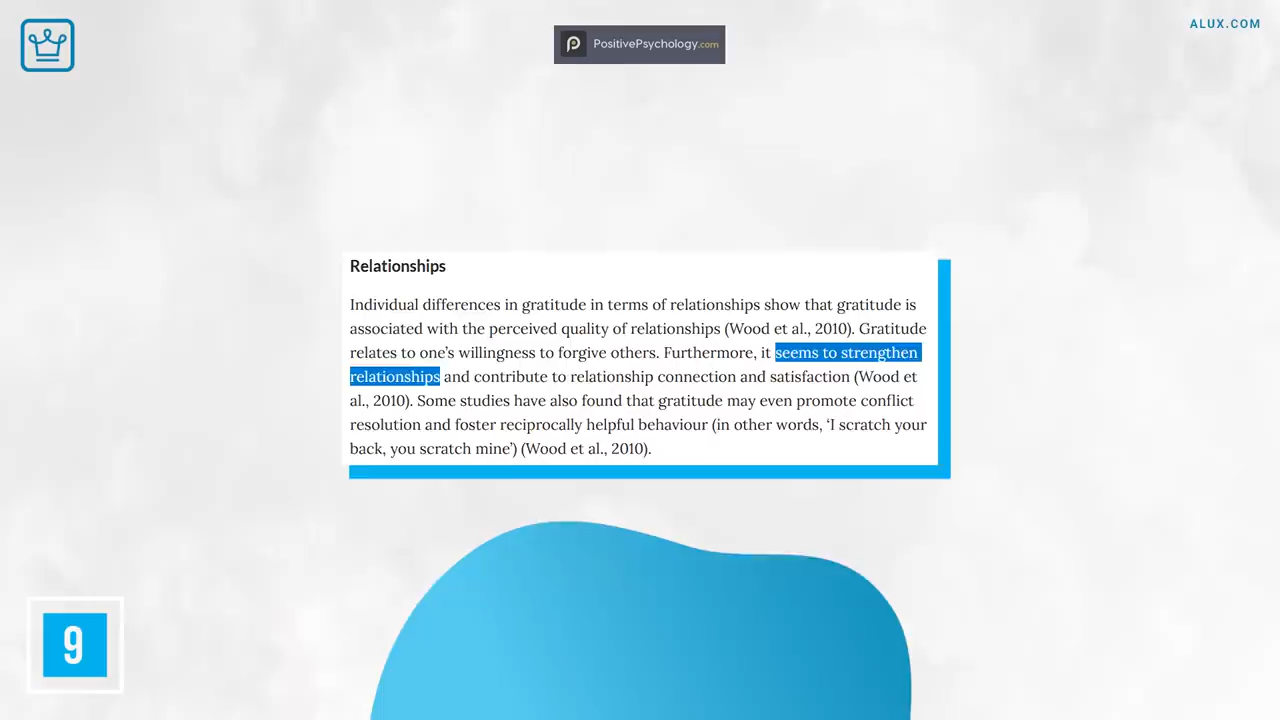 ALUX.COM
PositivePsychology.com
Relationships
Individual differences in gratitude in terms of relationships show that gratitude is
associated with the perceived quality of relationships (Wood et al., 2010). Gratitude
relates to one’s willingness to forgive others. Furthermore, it seems to strengthen
relationships and contribute to relationship connection and satisfaction (Wood et
al., 2010). Some studies have also found that gratitude may even promote conflict
resolution and foster reciprocally helpful behaviour (in other words, ‘I scratch your
back, you scratch mine’) (Wood et al., 2010).
9